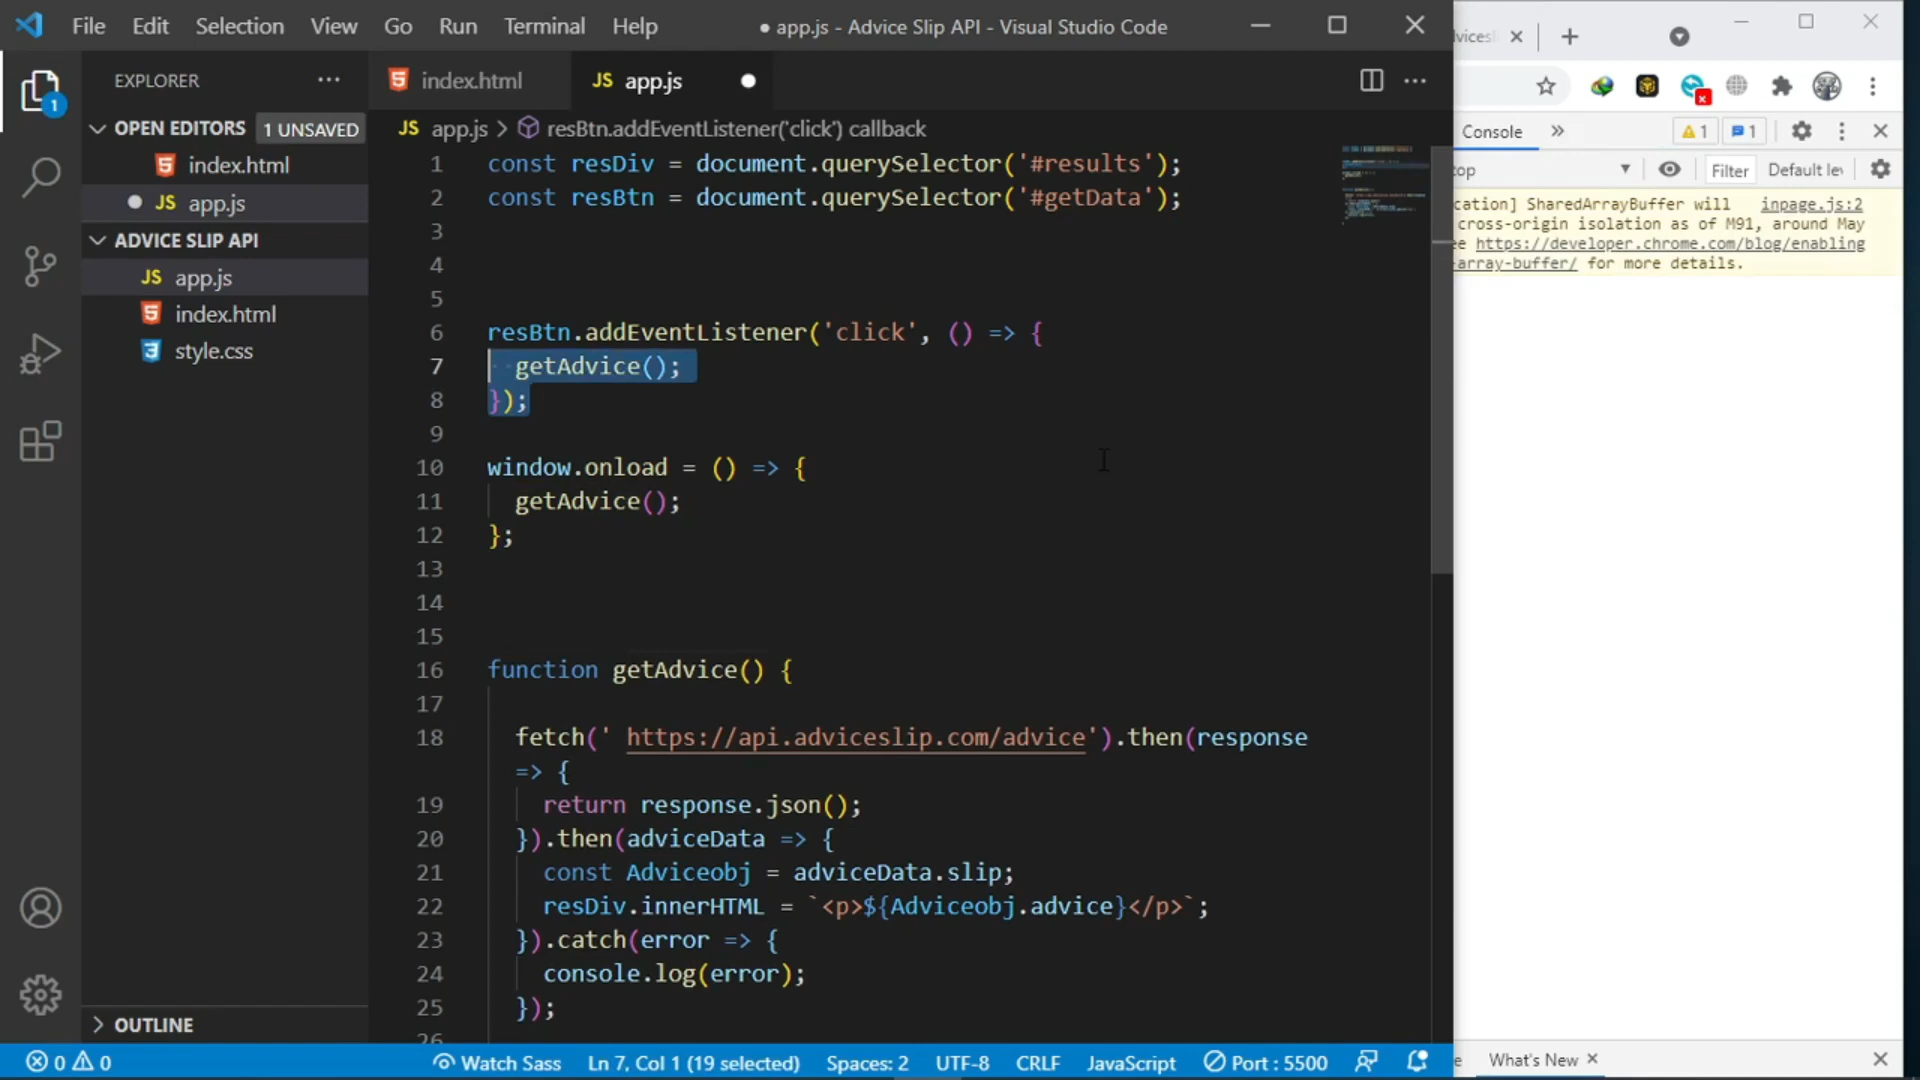 File Edit Selection View Go Run Terminal Help
● app.js - Advice Slip API - Visual Studio Code
EXPLORER
OPEN EDITORS 1 UNSAVED
index.html
JS app.js
ADVICE SLIP API
JS app.js
index.html
style.css
OUTLINE
index.html JS app.js
JS app.js > resBtn.addEventListener('click') callback
1 const resDiv = document.querySelector('#results');
2 const resBtn = document.querySelector('#getData');
3
4
5
6 resBtn.addEventListener('click', () => {
7 getAdvice();
8 });
9
10 window.onload = () => {
11 getAdvice();
12 };
13
14
15
16 function getAdvice() {
17
18 fetch(' https://api.adviceslip.com/advice').then(response
=> {
19 return response.json();
20 }).then(adviceData => {
21 const Adviceobj = adviceData.slip;
22 resDiv.innerHTML = `<p>${Adviceobj.advice}</p>`;
23 }).catch(error => {
24 console.log(error);
25 });
26
0 0 Watch Sass Ln 7, Col 1 (19 selected) Spaces: 2 UTF-8 CRLF JavaScript Port : 5500
Console 1 1
Filter
cation] SharedArrayBuffer will inpage.js:2
cross-origin isolation as of M91, around May
https://developer.chrome.com/blog/enabling
array-buffer/ for more details.
What's New